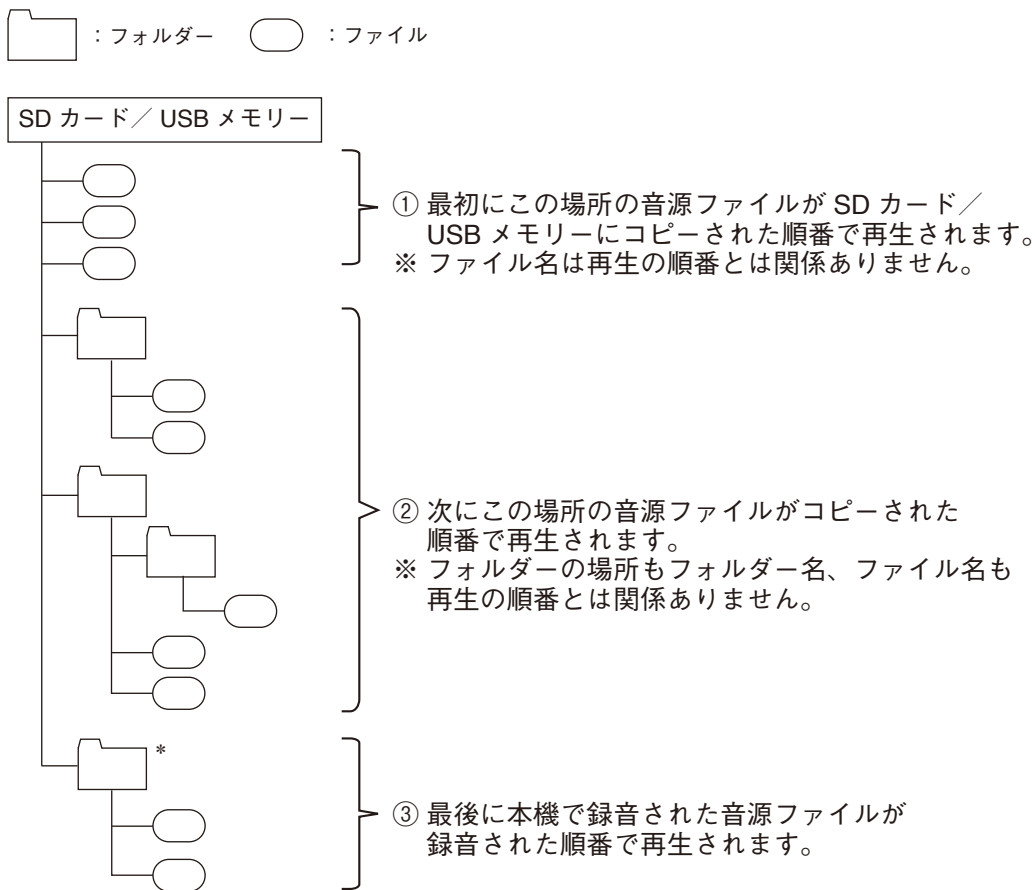 ：フォルダー　：ファイル
SD カード／ USB メモリー
① 最初にこの場所の音源ファイルが SD カード／
USB メモリーにコピーされた順番で再生されます。
※ ファイル名は再生の順番とは関係ありません。
② 次にこの場所の音源ファイルがコピーされた
順番で再生されます。
※ フォルダーの場所もフォルダー名、ファイル名も
再生の順番とは関係ありません。
*
③ 最後に本機で録音された音源ファイルが
録音された順番で再生されます。